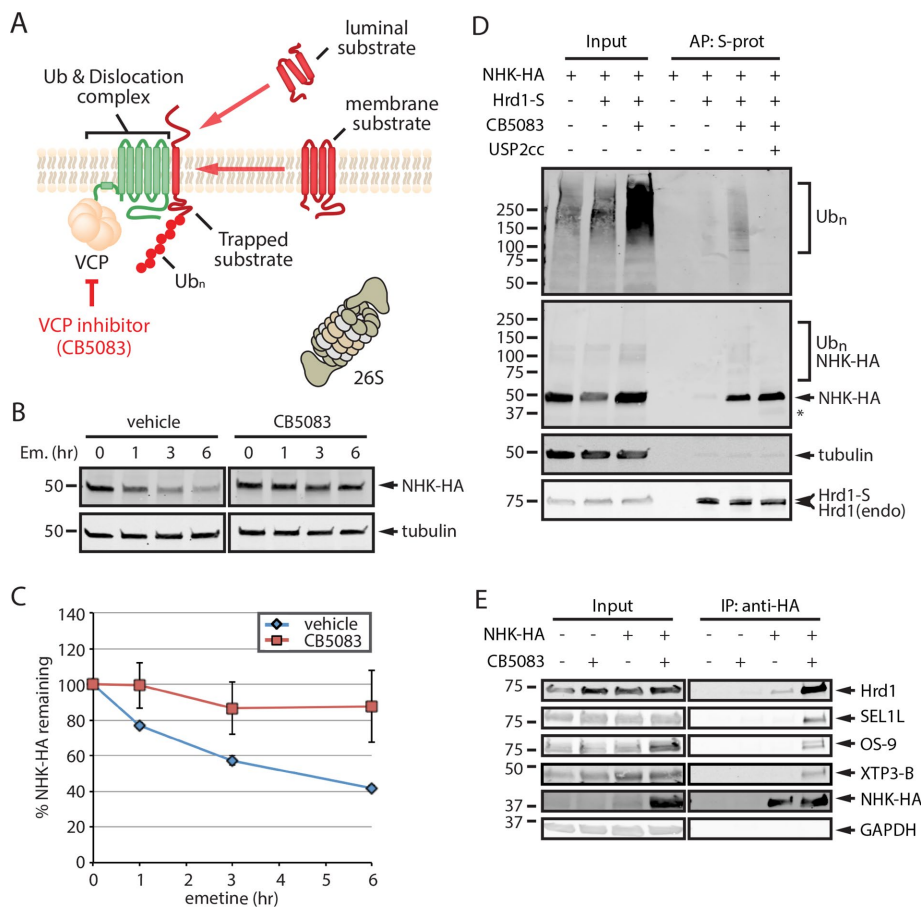 A
luminal
substrate
Ub & Dislocation
complex
membrane
substrate
VCP
Trapped
substrate
Ubn
VCP inhibitor
(CB5083)
26S
B
vehicle CB5083
Em. (hr) 0 1 3 6 0 1 3 6
50 NHK-HA
50 tubulin
C
140
120
100
80
60
40
20
0
vehicle
CB5083
% NHK-HA remaining
0 1 2 3 4 5 6
emetine (hr)
D
Input AP: S-prot
NHK-HA + + + + + + +
Hrd1-S - + + - + + +
CB5083 - - + - - + +
USP2cc - - - +
250
150
100
75
50
Ubn
250
150
100
75
50
37
Ubn
NHK-HA
NHK-HA
*
50 tubulin
75 Hrd1-S
Hrd1(endo)
E
Input IP: anti-HA
NHK-HA - - + + - - + +
CB5083 - + - + - + - +
75 Hrd1
75 SEL1L
75 OS-9
50 XTP3-B
37 NHK-HA
37 GAPDH